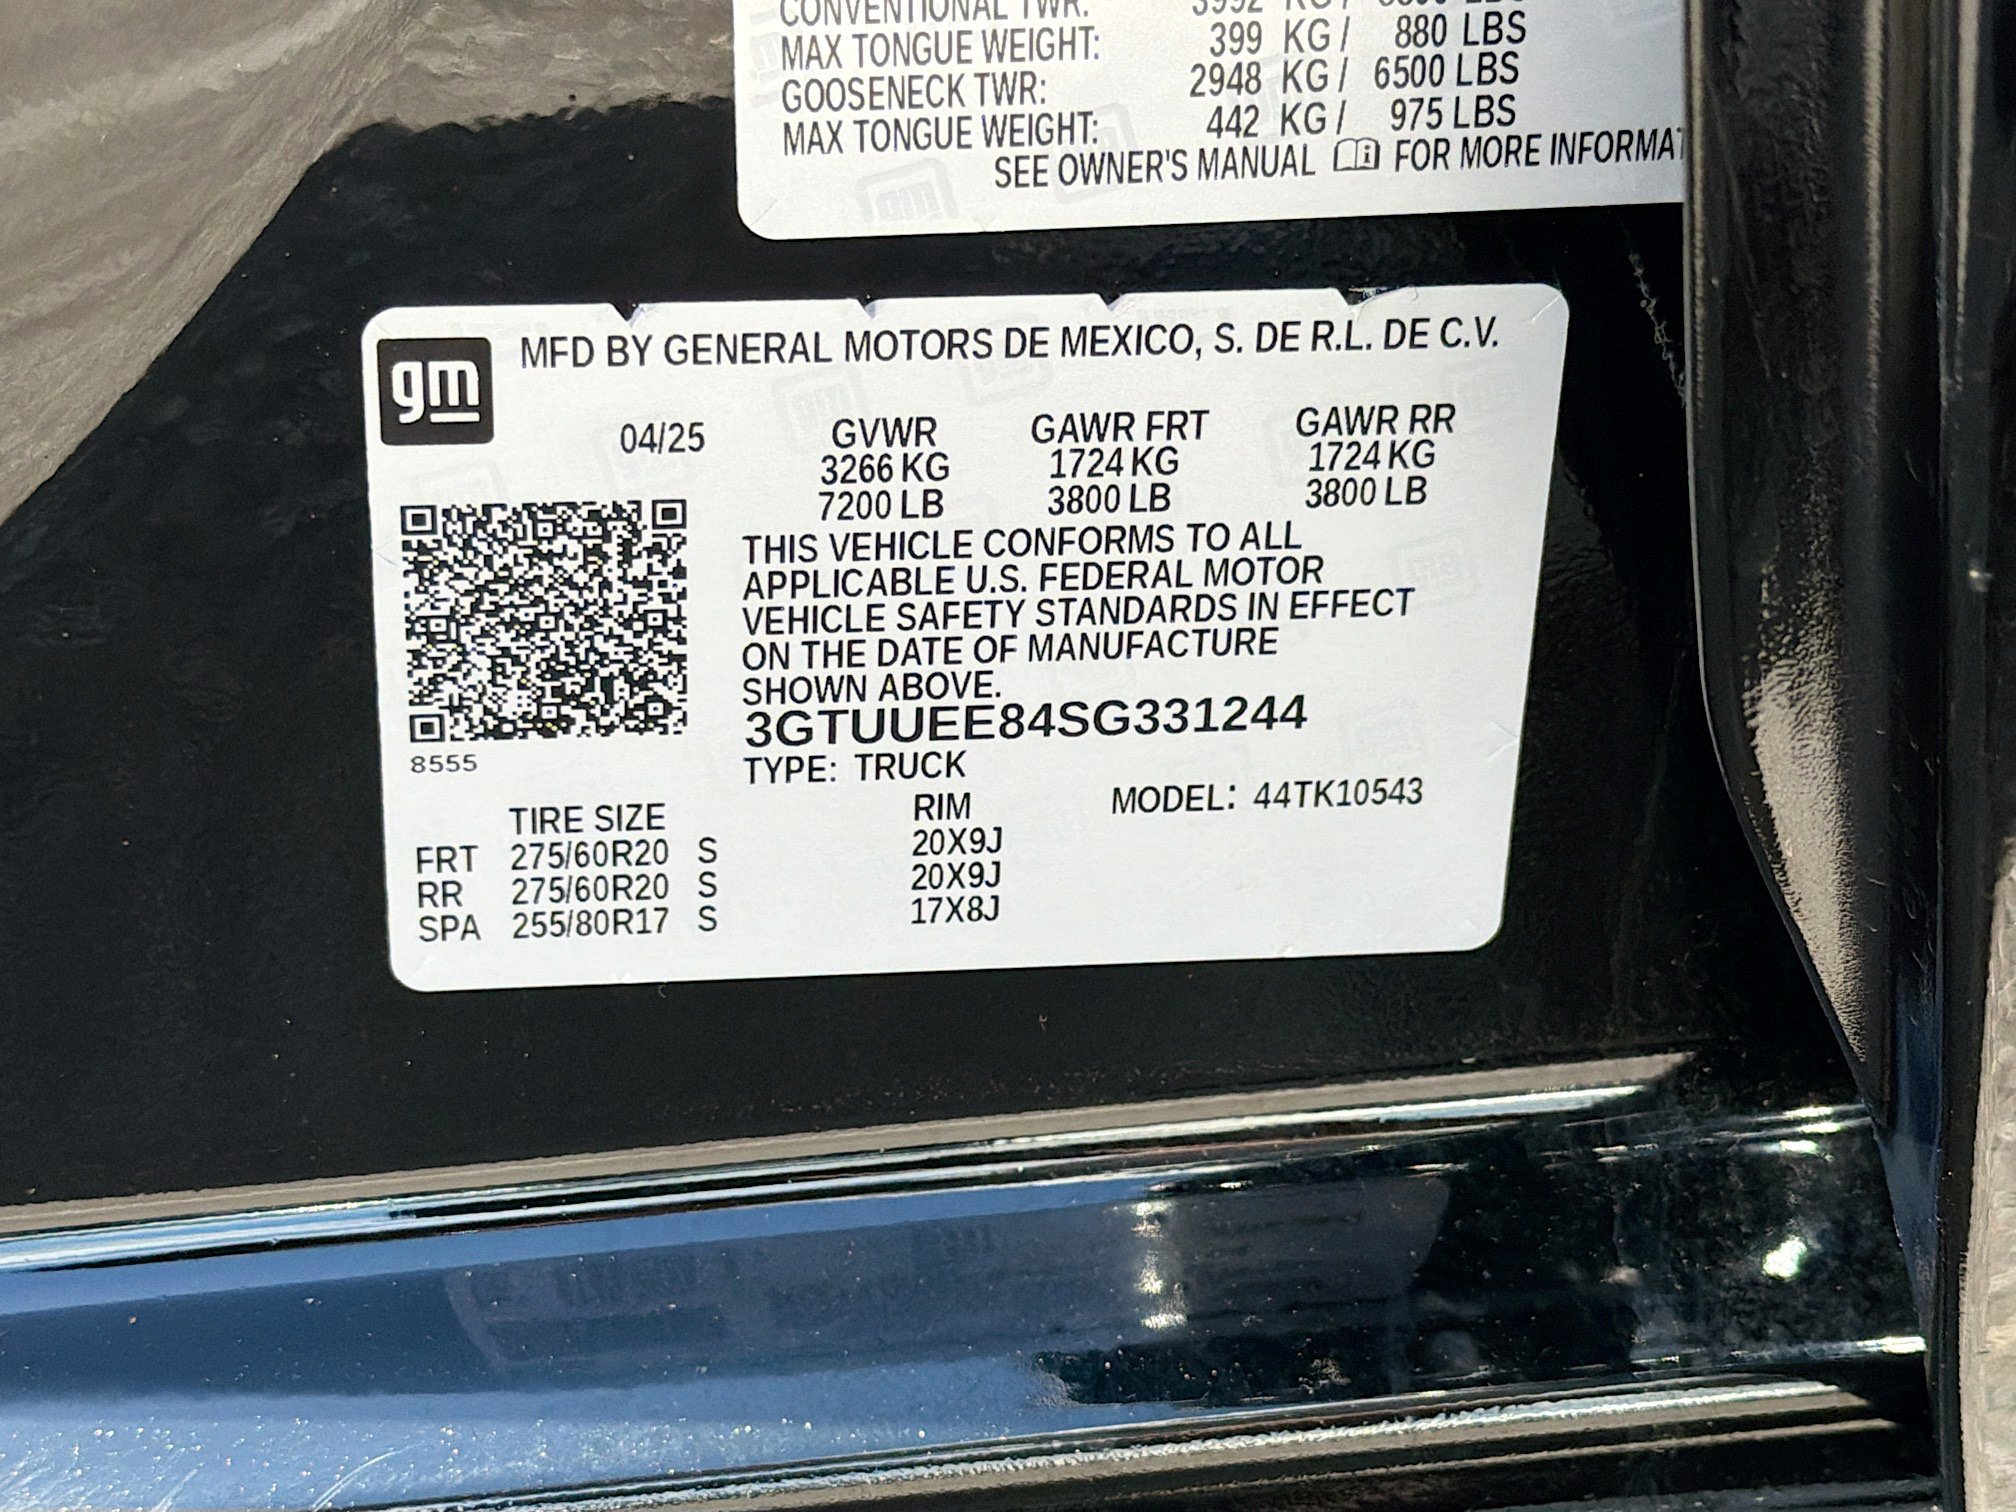 CONVENTIONAL TWR: 3992 KG / 8800 LBS
MAX TONGUE WEIGHT: 399 KG / 880 LBS
GOOSENECK TWR: 2948 KG / 6500 LBS
MAX TONGUE WEIGHT: 442 KG / 975 LBS
SEE OWNER'S MANUAL FOR MORE INFORMAT
gm
MFD BY GENERAL MOTORS DE MEXICO, S. DE R.L. DE C.V.
04/25 GVWR GAWR FRT GAWR RR
3266 KG 1724 KG 1724 KG
7200 LB 3800 LB 3800 LB
THIS VEHICLE CONFORMS TO ALL
APPLICABLE U.S. FEDERAL MOTOR
VEHICLE SAFETY STANDARDS IN EFFECT
ON THE DATE OF MANUFACTURE
SHOWN ABOVE.
3GTUUEE84SG331244
8555
TYPE: TRUCK
TIRE SIZE RIM MODEL: 44TK10543
FRT 275/60R20 S 20X9J
RR 275/60R20 S 20X9J
SPA 255/80R17 S 17X8J